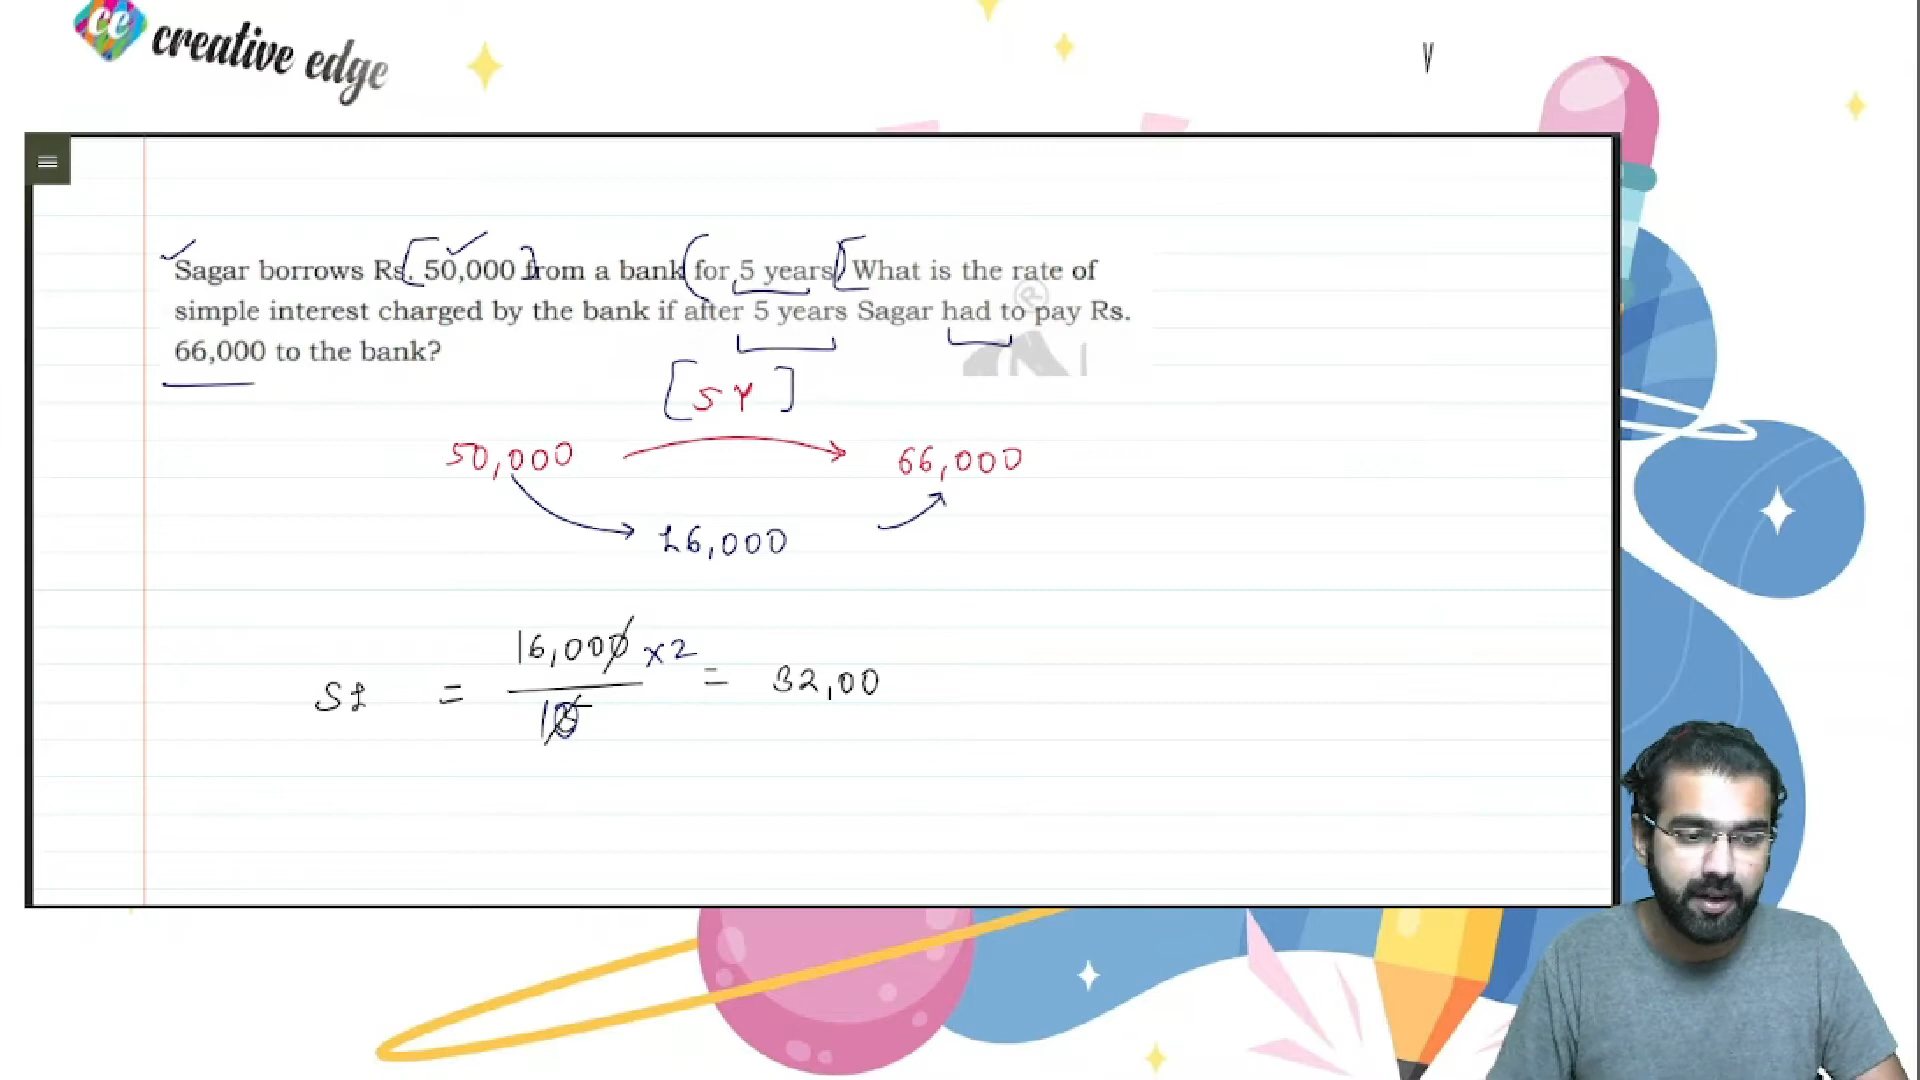 creative edge
V
Sagar borrows Rs. 50,000 from a bank for 5 years. What is the rate of
simple interest charged by the bank if after 5 years Sagar had to pay Rs.
66,000 to the bank?
[5Y]
50,000 66,000
16,000
16,000 x2
SI = = 32,00
10